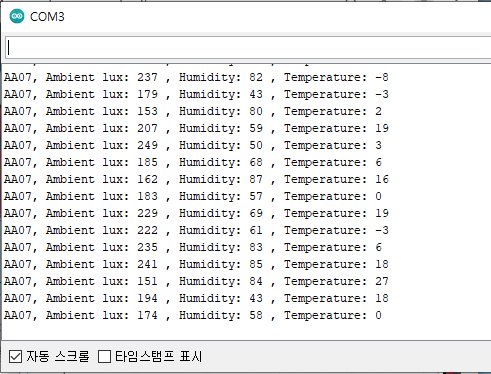 COM3
AA07, Ambient lux: 237 , Humidity: 82 , Temperature: -8
AA07, Ambient lux: 179 , Humidity: 43 , Temperature: -3
AA07, Ambient lux: 153 , Humidity: 80 , Temperature: 2
AA07, Ambient lux: 207 , Humidity: 59 , Temperature: 19
AA07, Ambient lux: 249 , Humidity: 50 , Temperature: 3
AA07, Ambient lux: 185 , Humidity: 68 , Temperature: 6
AA07, Ambient lux: 162 , Humidity: 87 , Temperature: 16
AA07, Ambient lux: 183 , Humidity: 57 , Temperature: 0
AA07, Ambient lux: 229 , Humidity: 69 , Temperature: 19
AA07, Ambient lux: 222 , Humidity: 61 , Temperature: -3
AA07, Ambient lux: 235 , Humidity: 83 , Temperature: 6
AA07, Ambient lux: 241 , Humidity: 85 , Temperature: 18
AA07, Ambient lux: 151 , Humidity: 84 , Temperature: 27
AA07, Ambient lux: 194 , Humidity: 43 , Temperature: 18
AA07, Ambient lux: 174 , Humidity: 58 , Temperature: 0
자동 스크롤 타임스탬프 표시